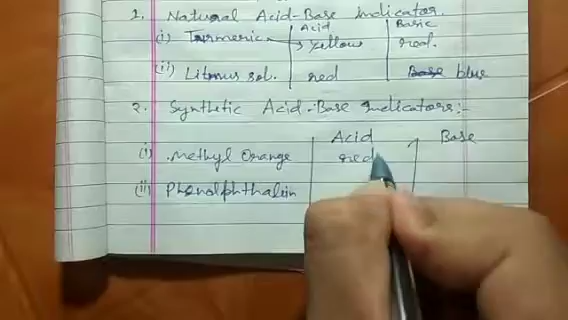 1. Natural Acid-Base Indicator.
Acid Basic
(i) Turmeric yellow red.
(ii) Litmus sol. red blue
2. Synthetic Acid-Base Indicators:-
Acid Base
(i) Methyl Orange red
(ii) Phenolphthalein